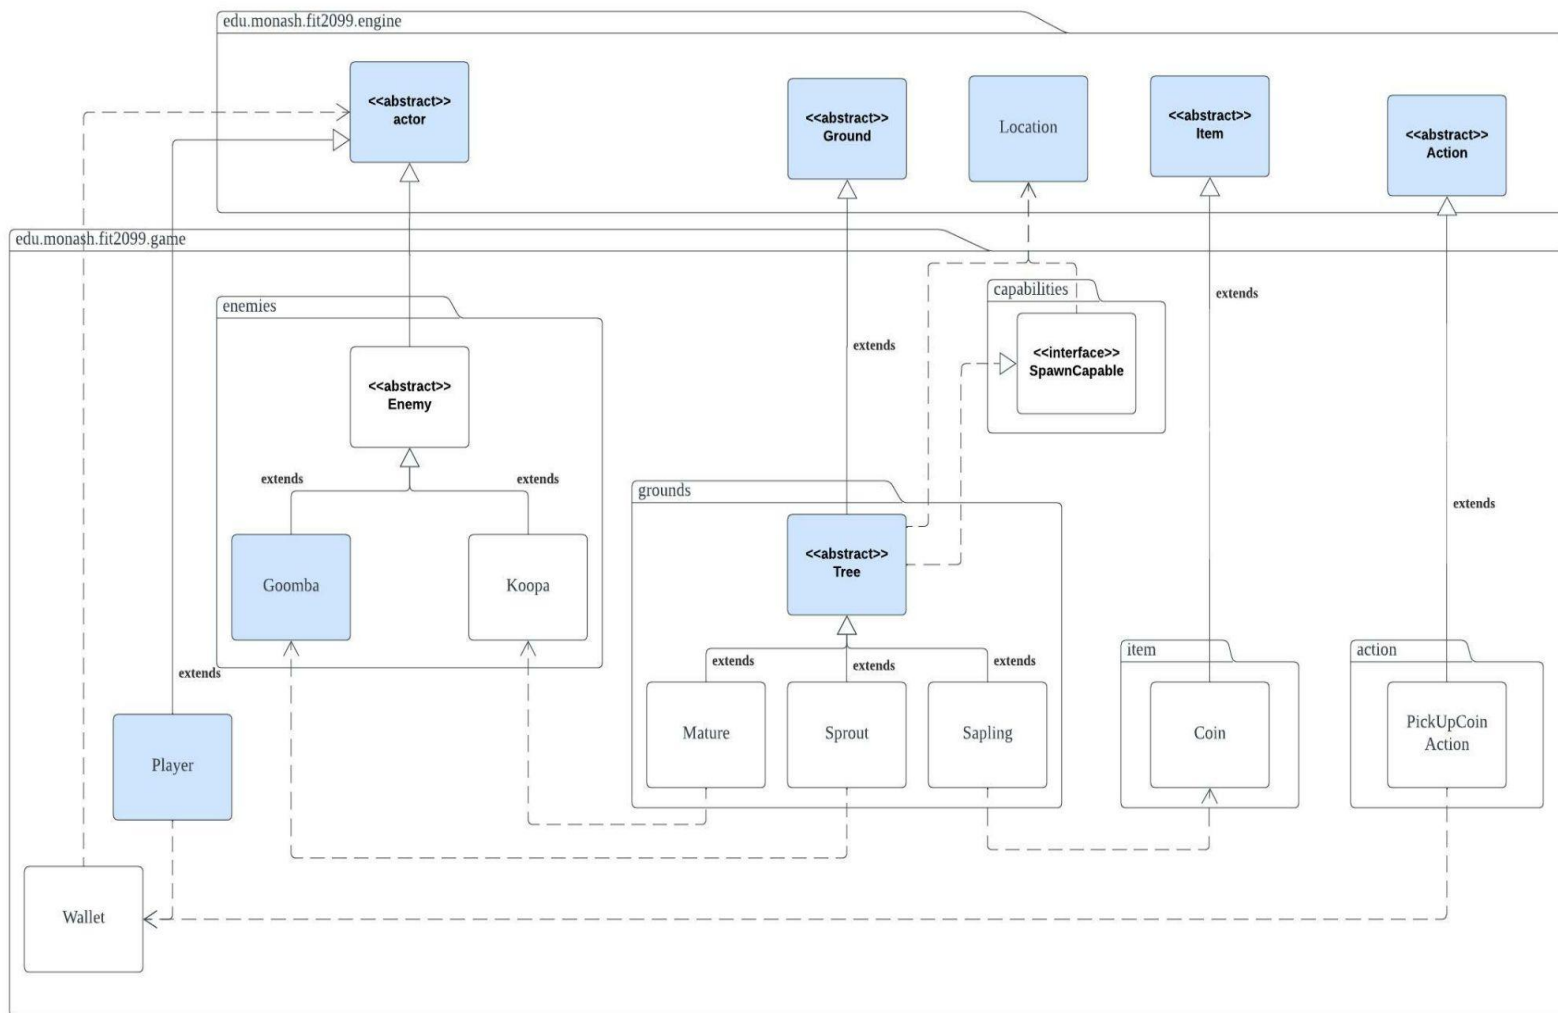 edu.monash.fit2099.engine
<<abstract>>
actor
<<abstract>>
Ground
Location
<<abstract>>
Item
<<abstract>>
Action
edu.monash.fit2099.game
enemies
capabilities
extends
<<interface>>
SpawnCapable
extends
<<abstract>>
Enemy
extends
extends
grounds
extends
<<abstract>>
Tree
Goomba
Koopa
item
action
extends
extends
extends
extends
Mature
Sprout
Sapling
Coin
PickUpCoin
Action
Player
Wallet